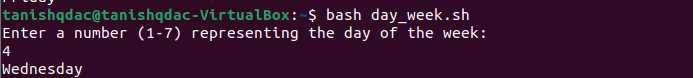 tanishqdac@tanishqdac-VirtualBox:~$ bash day_week.sh
Enter a number (1-7) representing the day of the week:
4
Wednesday